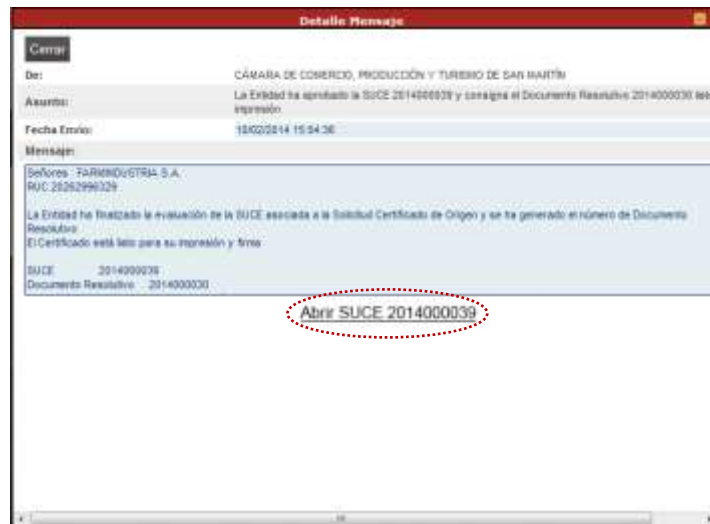 Detalle Mensaje
Cerrar
De: CÁMARA DE COMERCIO, PRODUCCIÓN Y TURISMO DE SAN MARTÍN
Asunto: La Entidad ha aprobado la SUCE 2014000039 y consigna el Documento Resolutivo 2014000030
impresión
Fecha Envío: 15:54:36
Mensaje:
Señores FARMINDUSTRIA S.A.
RUC 20262996329
La Entidad ha finalizado la evaluación de la SUCE asociada a la Solicitud Certificado de Origen y se ha generado el número de Documento
Resolutivo
El Certificado está listo para su impresión y firma
SUCE 2014000039
Documento Resolutivo 2014000030
Abrir SUCE 2014000039